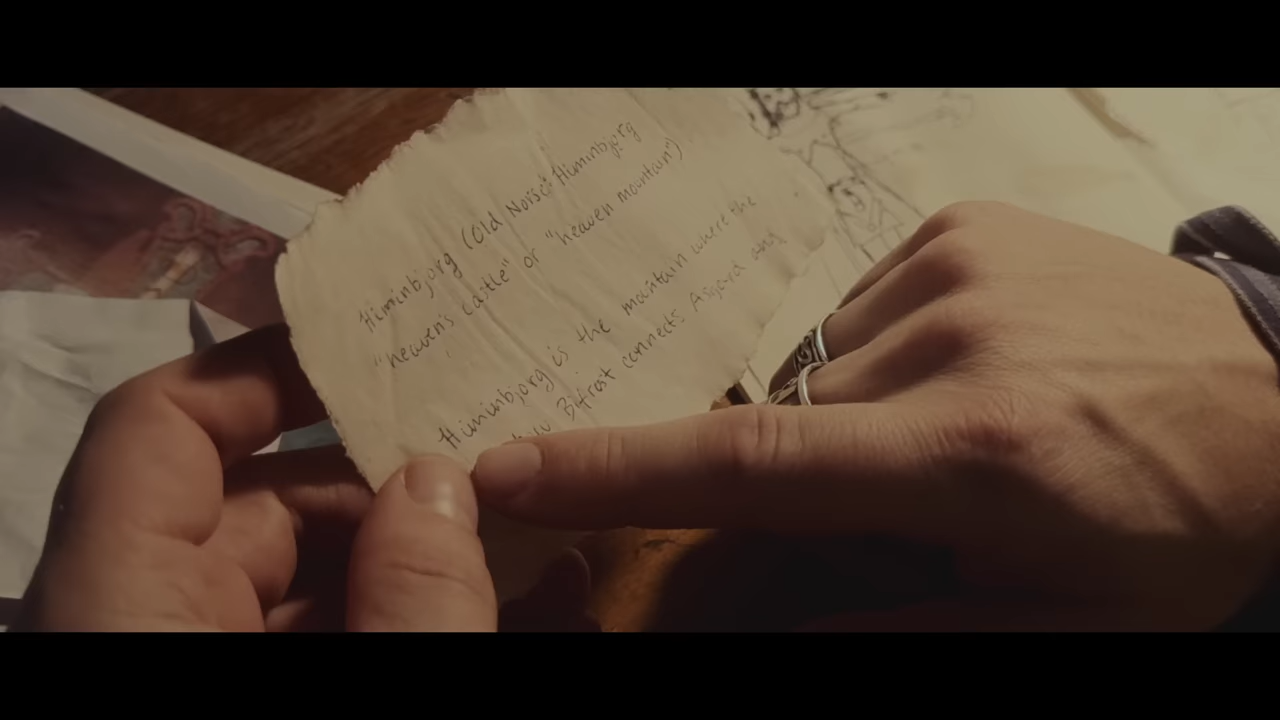 Himinbjorg (Old Norse: Himinbjorg
"heaven's castle" or "heaven mountain")
Himinbjorg is the mountain where the
Bifrost connects Asgard and